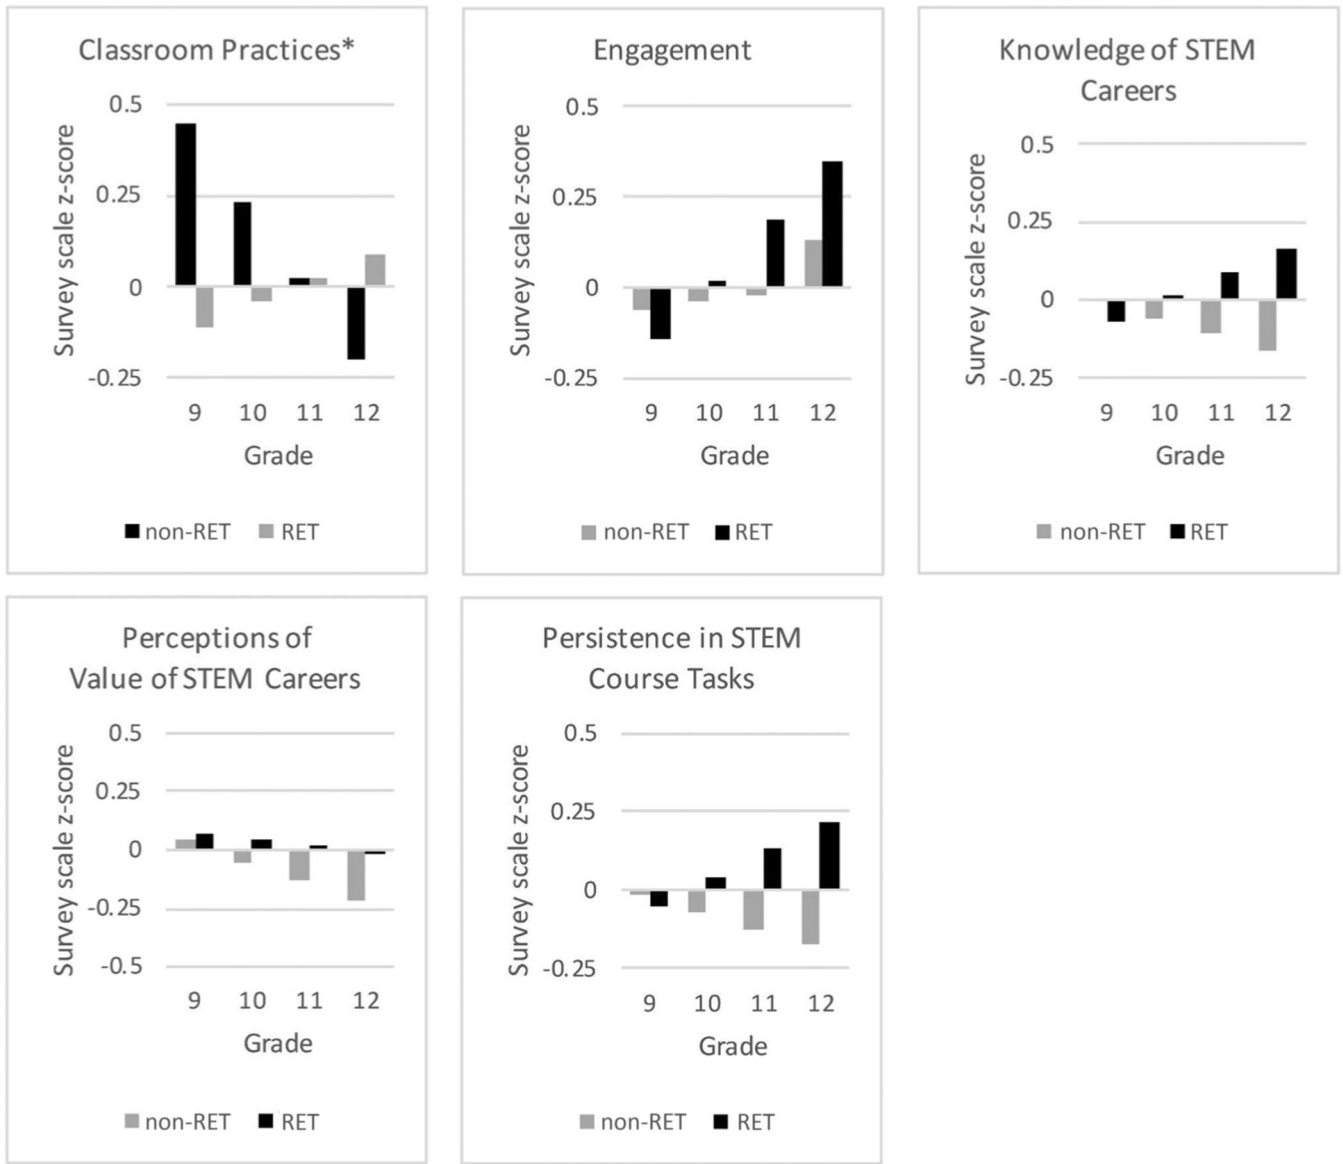 Classroom Practices*
Survey scale z-score
0.5
0.25
0
-0.25
9 10 11 12
Grade
non-RET RET
Engagement
Survey scale z-score
0.5
0.25
0
-0.25
9 10 11 12
Grade
non-RET RET
Knowledge of STEM
Careers
Survey scale z-score
0.5
0.25
0
-0.25
9 10 11 12
Grade
non-RET RET
Perceptions of
Value of STEM Careers
Survey scale z-score
0.5
0.25
0
-0.25
-0.5
9 10 11 12
Grade
non-RET RET
Persistence in STEM
Course Tasks
Survey scale z-score
0.5
0.25
0
-0.25
9 10 11 12
Grade
non-RET RET